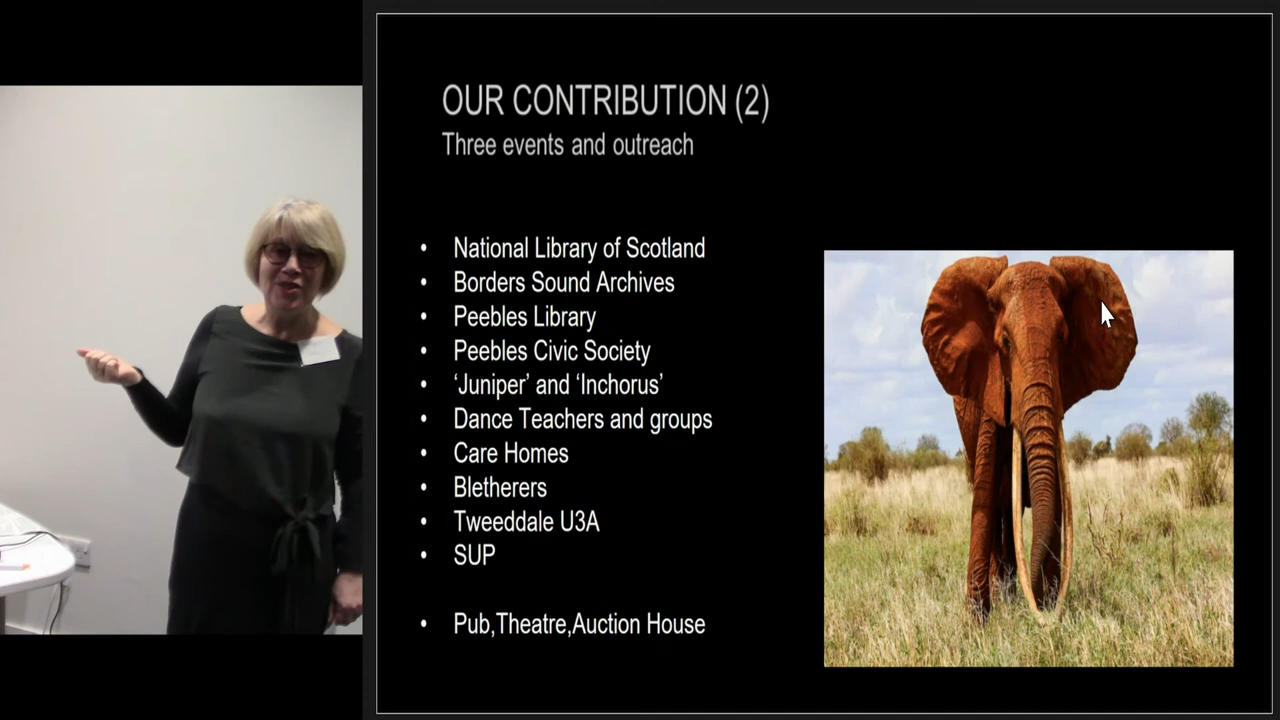 OUR CONTRIBUTION (2)
Three events and outreach
• National Library of Scotland
• Borders Sound Archives
• Peebles Library
• Peebles Civic Society
• ‘Juniper’ and ‘Inchorus’
• Dance Teachers and groups
• Care Homes
• Bletherers
• Tweeddale U3A
• SUP
• Pub,Theatre,Auction House